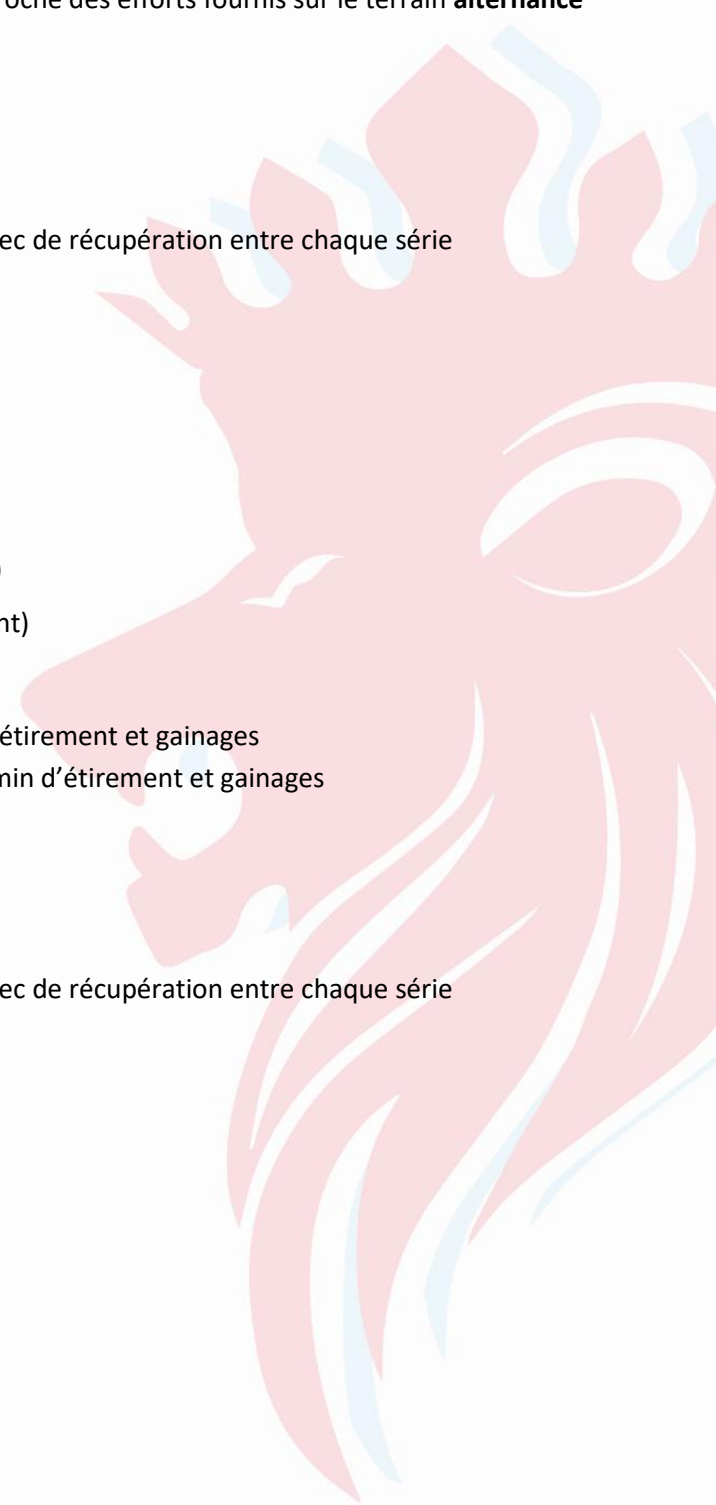 oche des efforts fournis sur le terrain alternance
ec de récupération entre chaque série
)
nt)
étirement et gainages
min d’étirement et gainages
ec de récupération entre chaque série